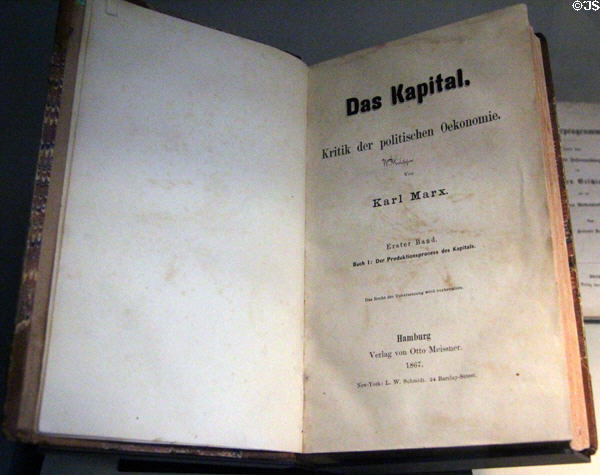 ©JS
Das Kapital.
Kritik der politischen Oekonomie.
Von
Karl Marx.
Erster Band.
Buch I: Der Produktionsprocess des Kapitals.
Das Recht der Uebersetzung wird vorbehalten.
Hamburg
Verlag von Otto Meissner.
1867.
New-York: L. W. Schmidt. 24 Barclay-Street.